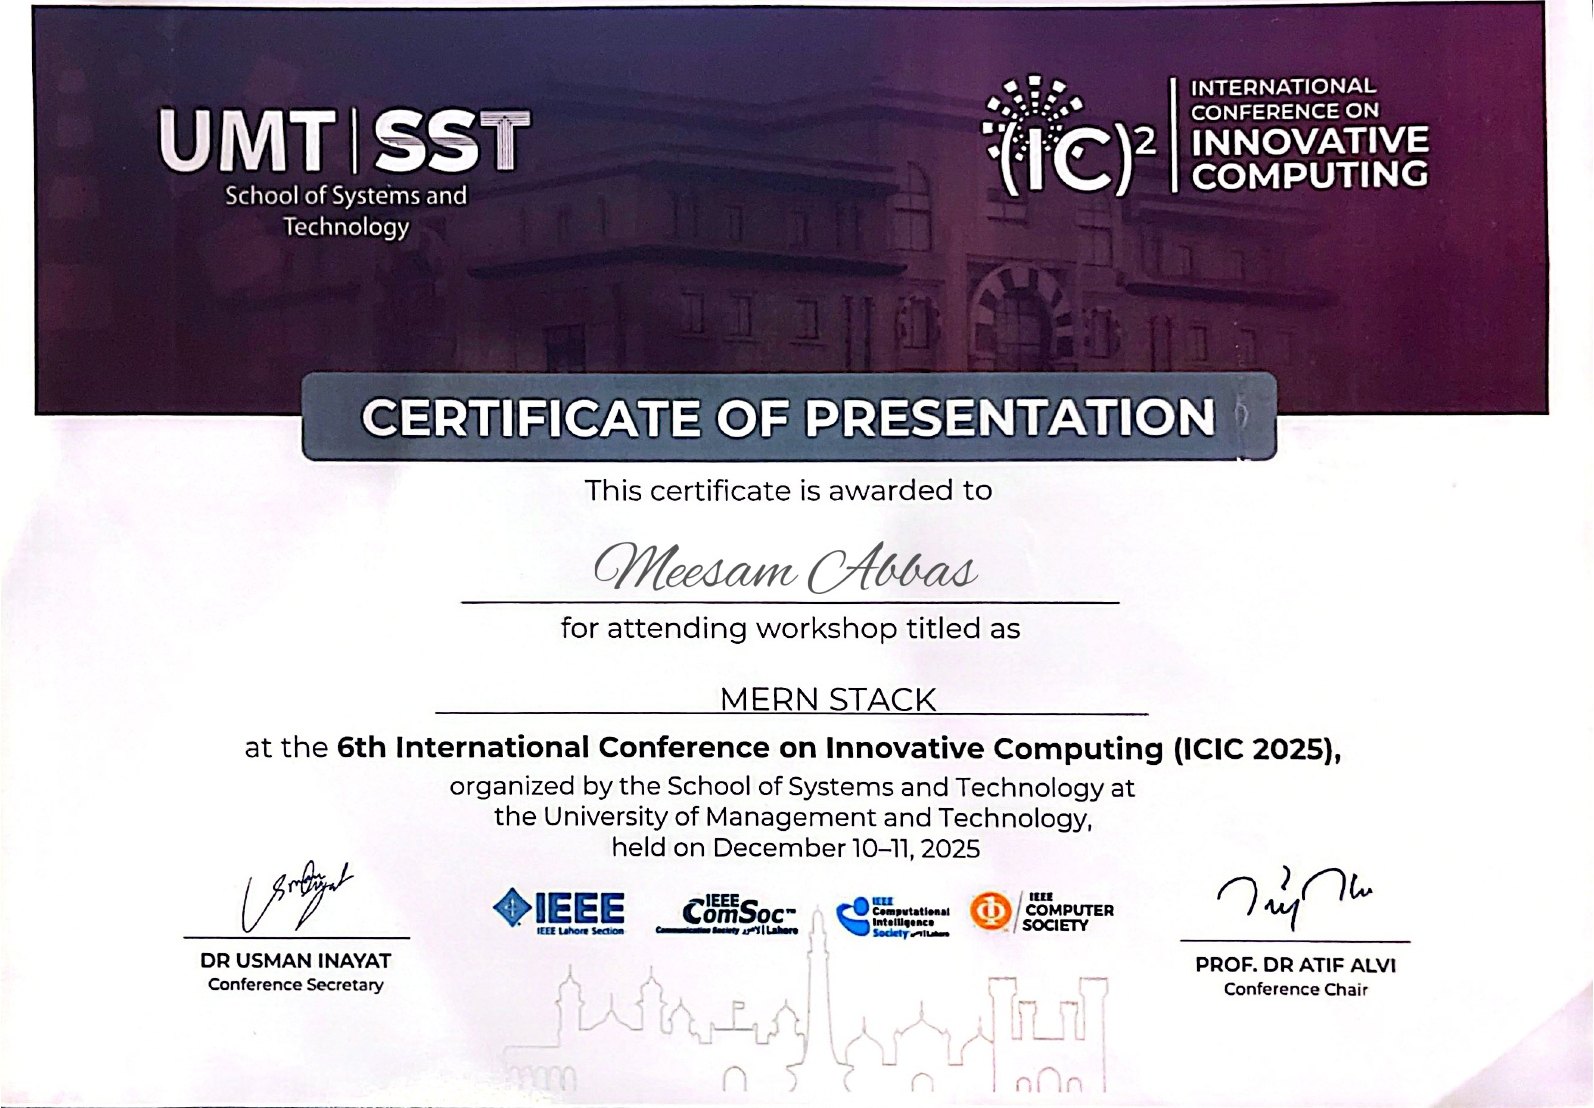 UMT | SST
School of Systems and
Technology
(IC)²
INTERNATIONAL
CONFERENCE ON
INNOVATIVE
COMPUTING
CERTIFICATE OF PRESENTATION
This certificate is awarded to
Meesam Abbas
for attending workshop titled as
MERN STACK
at the 6th International Conference on Innovative Computing (ICIC 2025),
organized by the School of Systems and Technology at
the University of Management and Technology,
held on December 10–11, 2025
IEEE
IEEE Lahore Section
IEEE
ComSoc™
Communication Society Lahore
IEEE
Computational
Intelligence
Society
IEEE
COMPUTER
SOCIETY
DR USMAN INAYAT
Conference Secretary
PROF. DR ATIF ALVI
Conference Chair